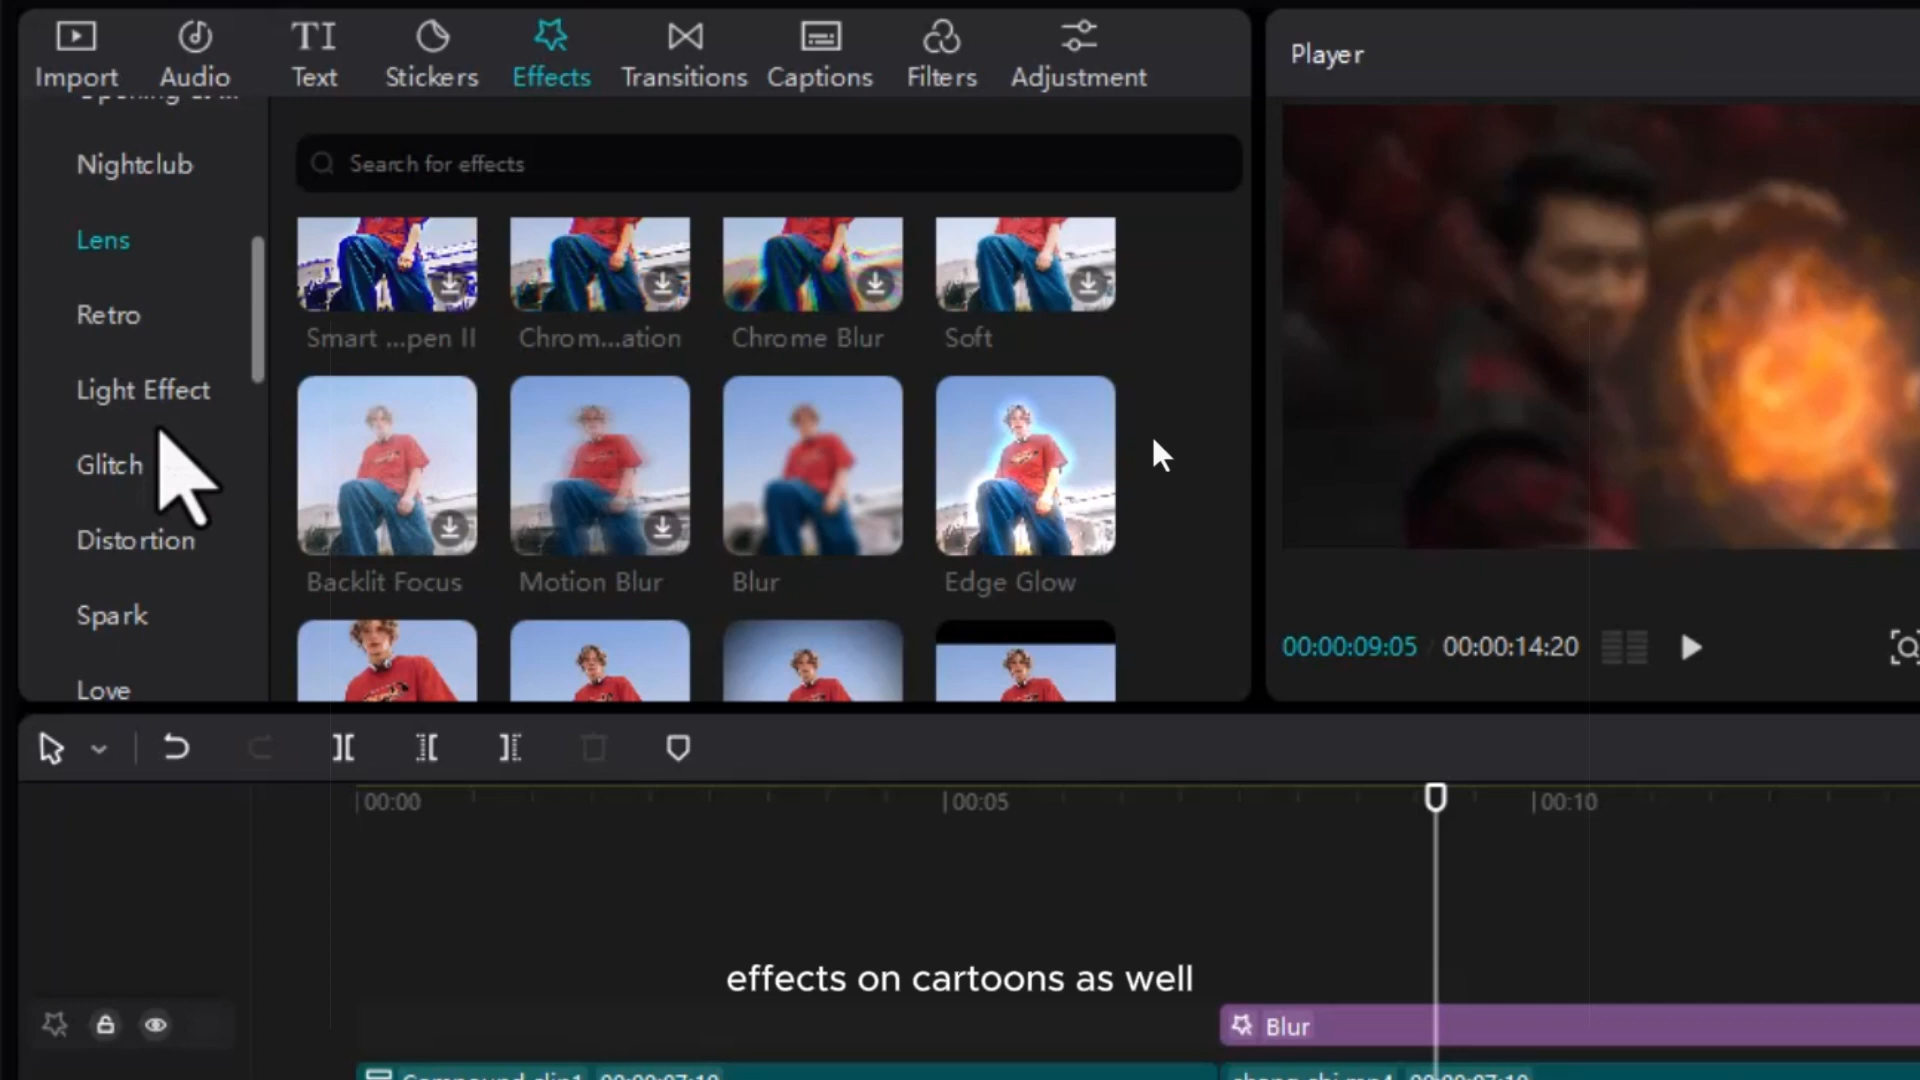 Import Audio TI Text Stickers Effects Transitions Captions Filters Adjustment
Player
Nightclub
Lens
Retro
Light Effect
Glitch
Distortion
Spark
Love
Search for effects
Smart ...pen II Chrom...ation Chrome Blur Soft
Backlit Focus Motion Blur Blur Edge Glow
00:00:09:05 / 00:00:14:20
00:00 00:05 00:10
effects on cartoons as well
Blur